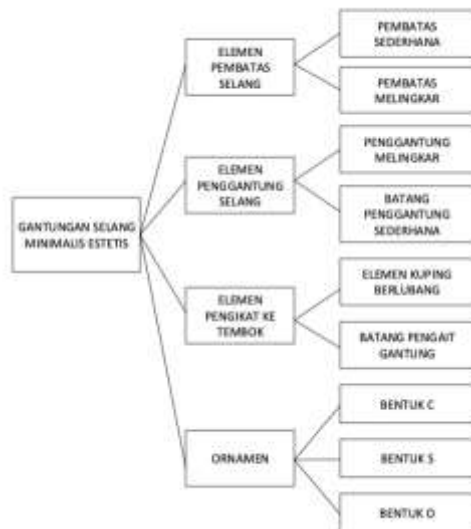 GANTUNGAN SELANG
MINIMALIS ESTETIS
ELEMEN
PEMBATAS
SELANG
PEMBATAS
SEDERHANA
PEMBATAS
MELINGKAR
ELEMEN
PENGGANTUNG
SELANG
PENGGANTUNG
MELINGKAR
BATANG
PENGGANTUNG
SEDERHANA
ELEMEN
PENGIKAT KE
TEMBOK
ELEMEN KUPING
BERLUBANG
BATANG PENGAIT
GANTUNG
ORNAMEN
BENTUK C
BENTUK S
BENTUK O